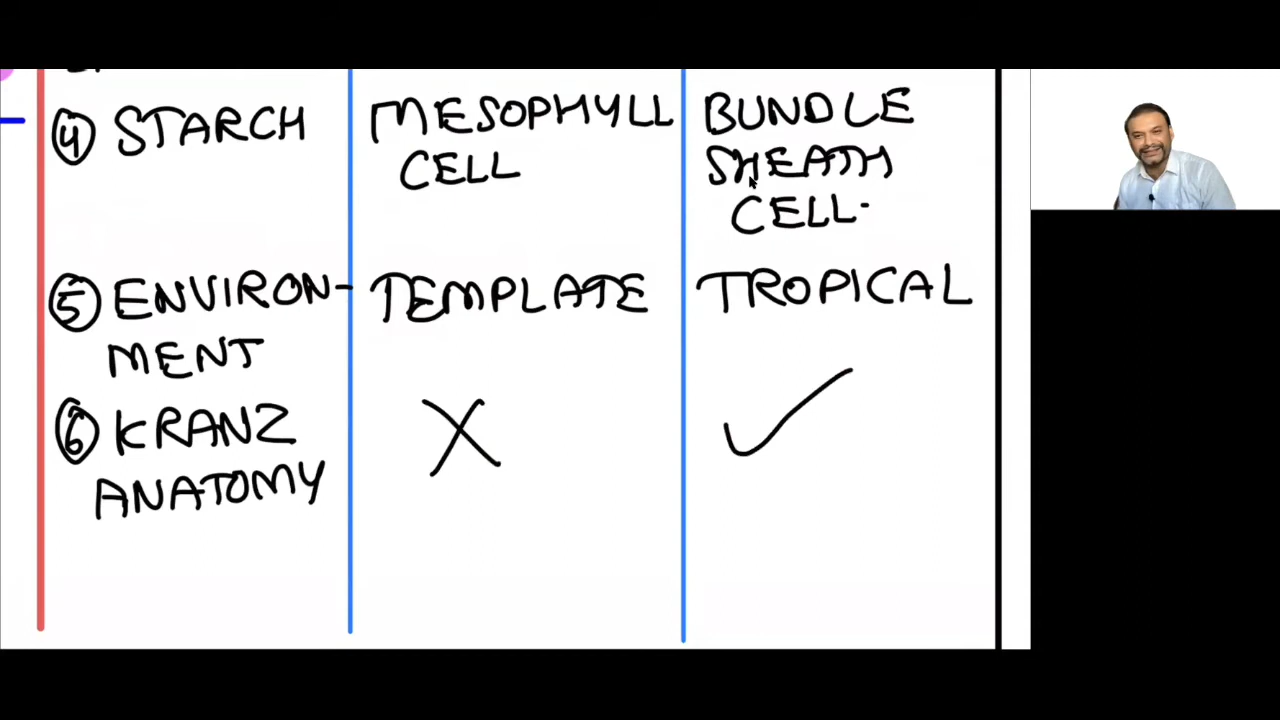 ④ STARCH MESOPHYLL BUNDLE
CELL SHEATH
CELL.
⑤ ENVIRON- TEMPLATE TROPICAL
MENT
⑥ KRANZ X ✓
ANATOMY